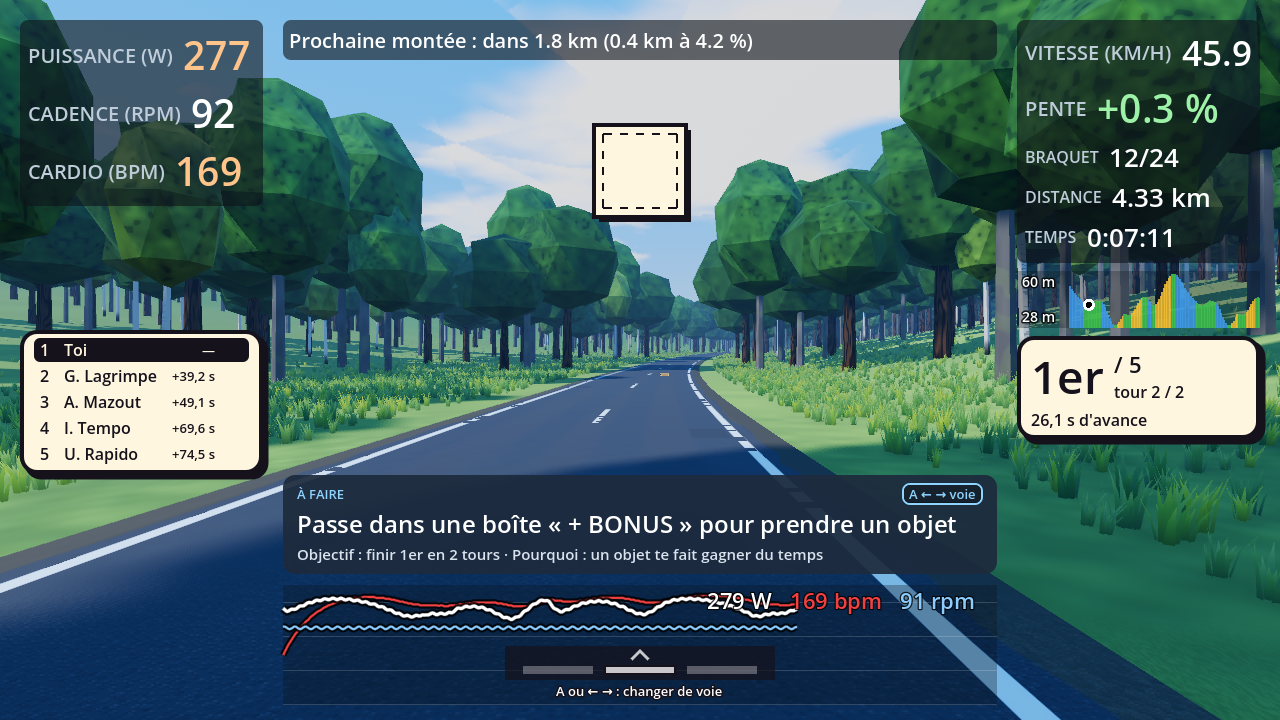 PUISSANCE (W) 277
CADENCE (RPM) 92
CARDIO (BPM) 169
Prochaine montée : dans 1.8 km (0.4 km à 4.2 %)
VITESSE (KM/H) 45.9
PENTE +0.3 %
BRAQUET 12/24
DISTANCE 4.33 km
TEMPS 0:07:11
60 m
28 m
1 Toi —
2 G. Lagrimpe +39,2 s
3 A. Mazout +49,1 s
4 I. Tempo +69,6 s
5 U. Rapido +74,5 s
1er / 5
tour 2 / 2
26,1 s d'avance
À FAIRE
A ← → voie
Passe dans une boîte « + BONUS » pour prendre un objet
Objectif : finir 1er en 2 tours · Pourquoi : un objet te fait gagner du temps
279 W 169 bpm 91 rpm
A ou ← → : changer de voie